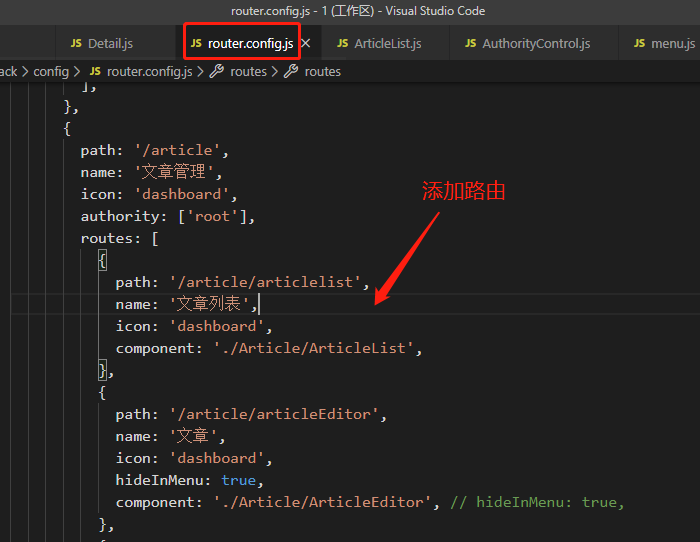 router.config.js - 1 (工作区) - Visual Studio Code
JS Detail.js JS router.config.js × JS ArticleList.js JS AuthorityControl.js JS menu.js
ack > config > JS router.config.js > routes > routes
],
},
{
path: '/article',
name: '文章管理',
icon: 'dashboard',
添加路由
authority: ['root'],
routes: [
{
path: '/article/articlelist',
name: '文章列表',
icon: 'dashboard',
component: './Article/ArticleList',
},
{
path: '/article/articleEditor',
name: '文章',
icon: 'dashboard',
hideInMenu: true,
component: './Article/ArticleEditor', // hideInMenu: true,
},